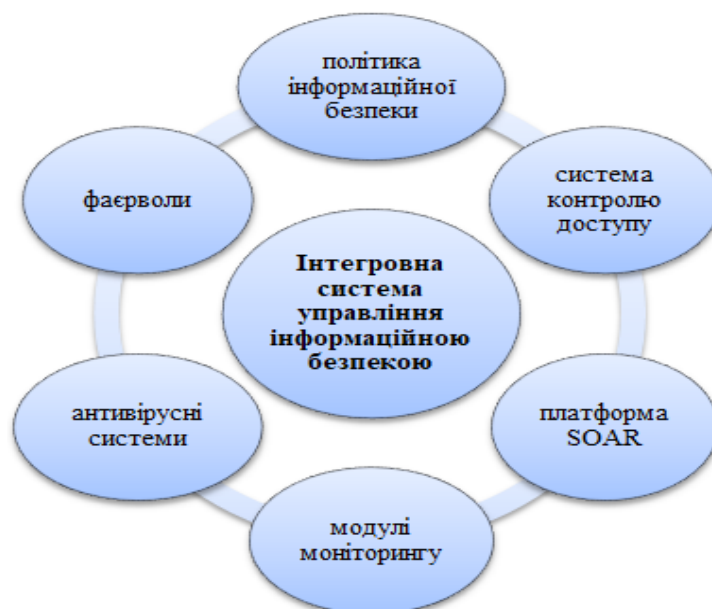 політика
інформаційної
безпеки
система
контролю
доступу
платформа
SOAR
модулі
моніторингу
антивірусні
системи
фаєрволи
Інтегровна
система
управління
інформаційною
безпекою